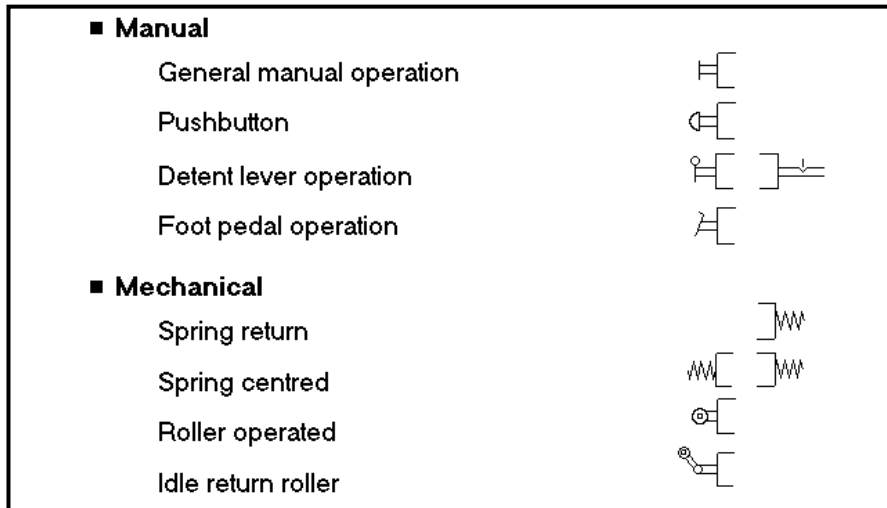 ■ Manual
General manual operation
Pushbutton
Detent lever operation
Foot pedal operation
■ Mechanical
Spring return
Spring centred
Roller operated
Idle return roller